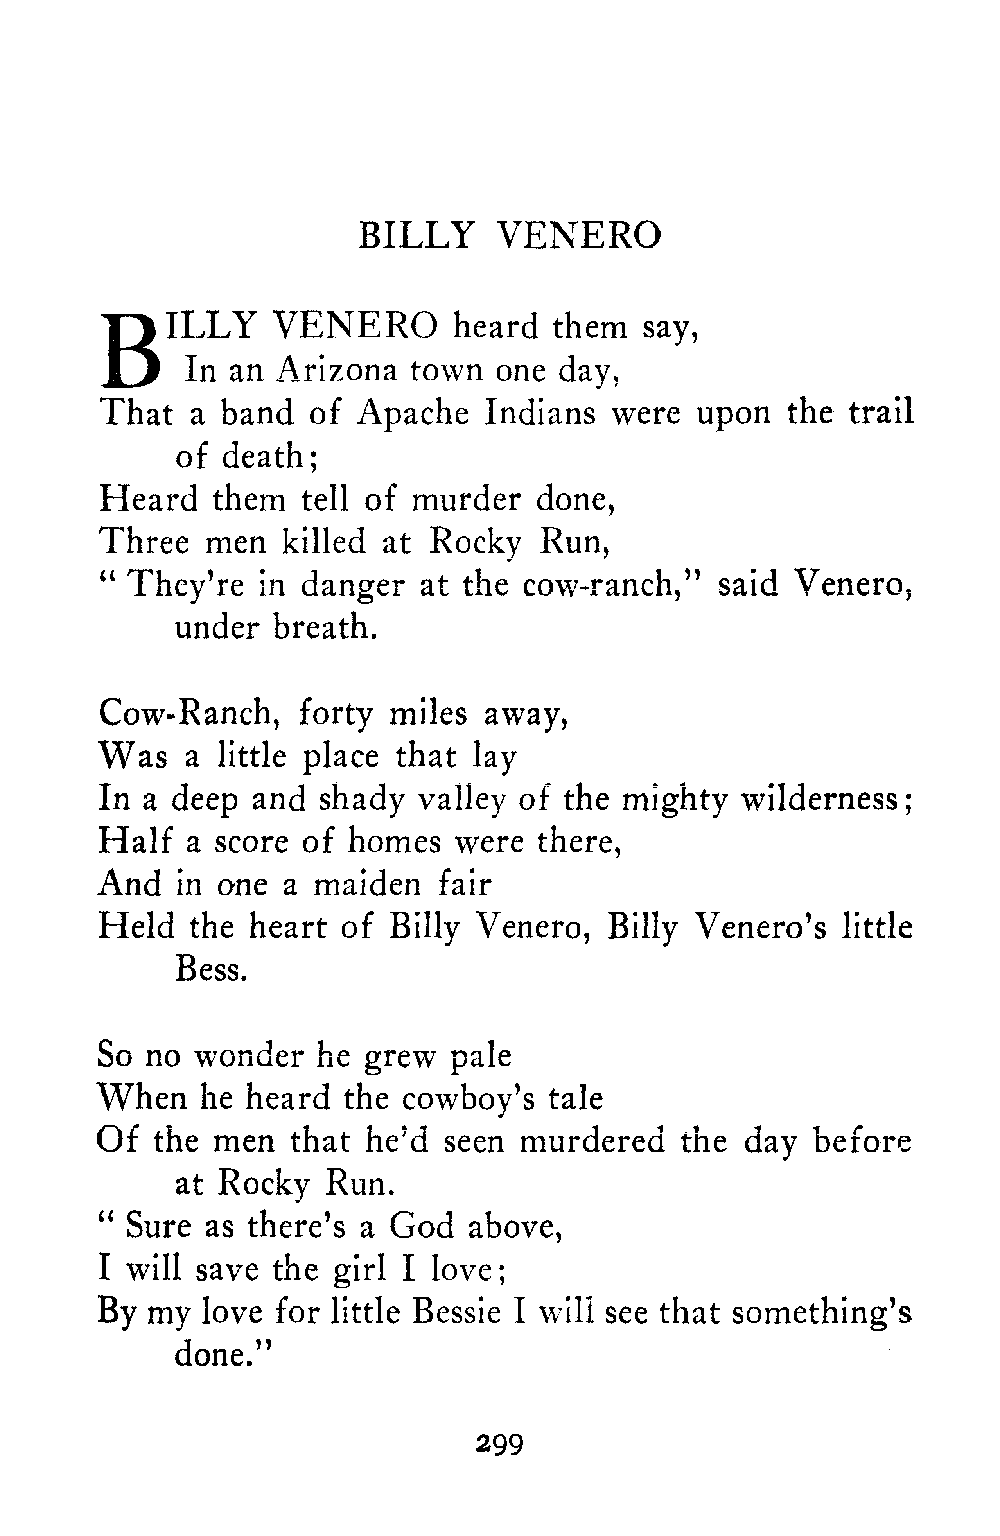 BILLY VENERO
BILLY VENERO heard them say,
In an Arizona town one day,
That a band of Apache Indians were upon the trail
of death;
Heard them tell of murder done,
Three men killed at Rocky Run,
" They're in danger at the cow-ranch," said Venero,
under breath.
Cow-Ranch, forty miles away,
Was a little place that lay
In a deep and shady valley of the mighty wilderness;
Half a score of homes were there,
And in one a maiden fair
Held the heart of Billy Venero, Billy Venero's little
Bess.
So no wonder he grew pale
When he heard the cowboy's tale
Of the men that he'd seen murdered the day before
at Rocky Run.
" Sure as there's a God above,
I will save the girl I love;
By my love for little Bessie I will see that something's
done."
299